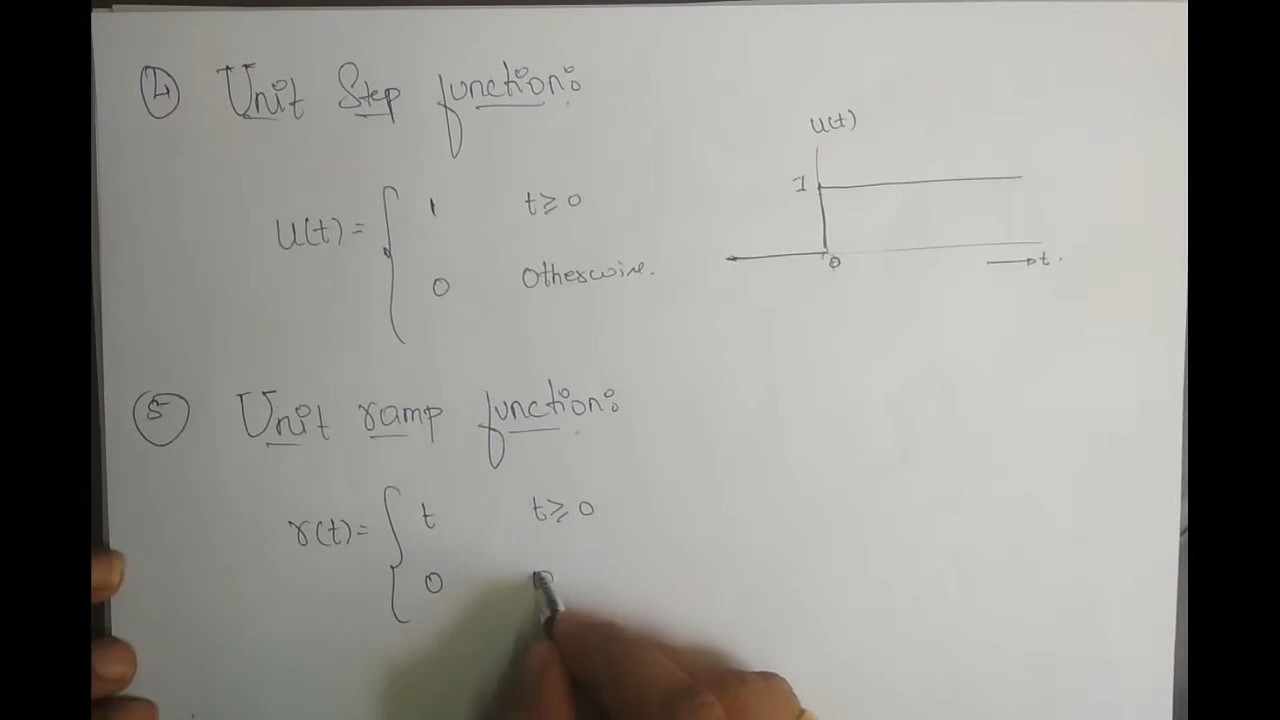 ④ Unit Step function:
u(t)
1
0
→ t.
u(t) = { 1 t ≥ 0
0 Otherwise.
⑤ Unit ramp function:
r(t) = { t t ≥ 0
0